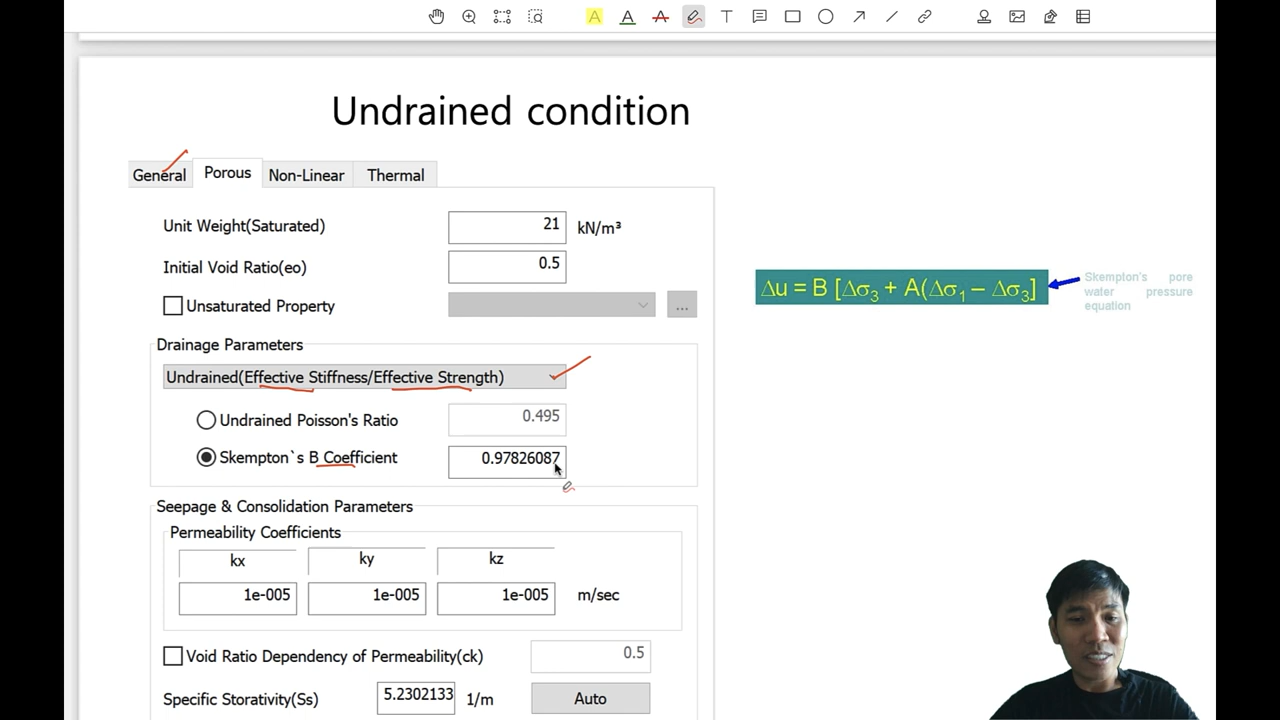 A A A T
Undrained condition
General Porous Non-Linear Thermal
Unit Weight(Saturated) 21 kN/m³
Initial Void Ratio(eo) 0.5
Unsaturated Property ...
Drainage Parameters
Undrained(Effective Stiffness/Effective Strength)
Undrained Poisson's Ratio 0.495
Skempton`s B Coefficient 0.97826087
Seepage & Consolidation Parameters
Permeability Coefficients
kx ky kz
1e-005 1e-005 1e-005 m/sec
Void Ratio Dependency of Permeability(ck) 0.5
Specific Storativity(Ss) 5.2302133 1/m Auto
Δu = B [Δσ₃ + A(Δσ₁ – Δσ₃]
Skempton's pore
water pressure
equation